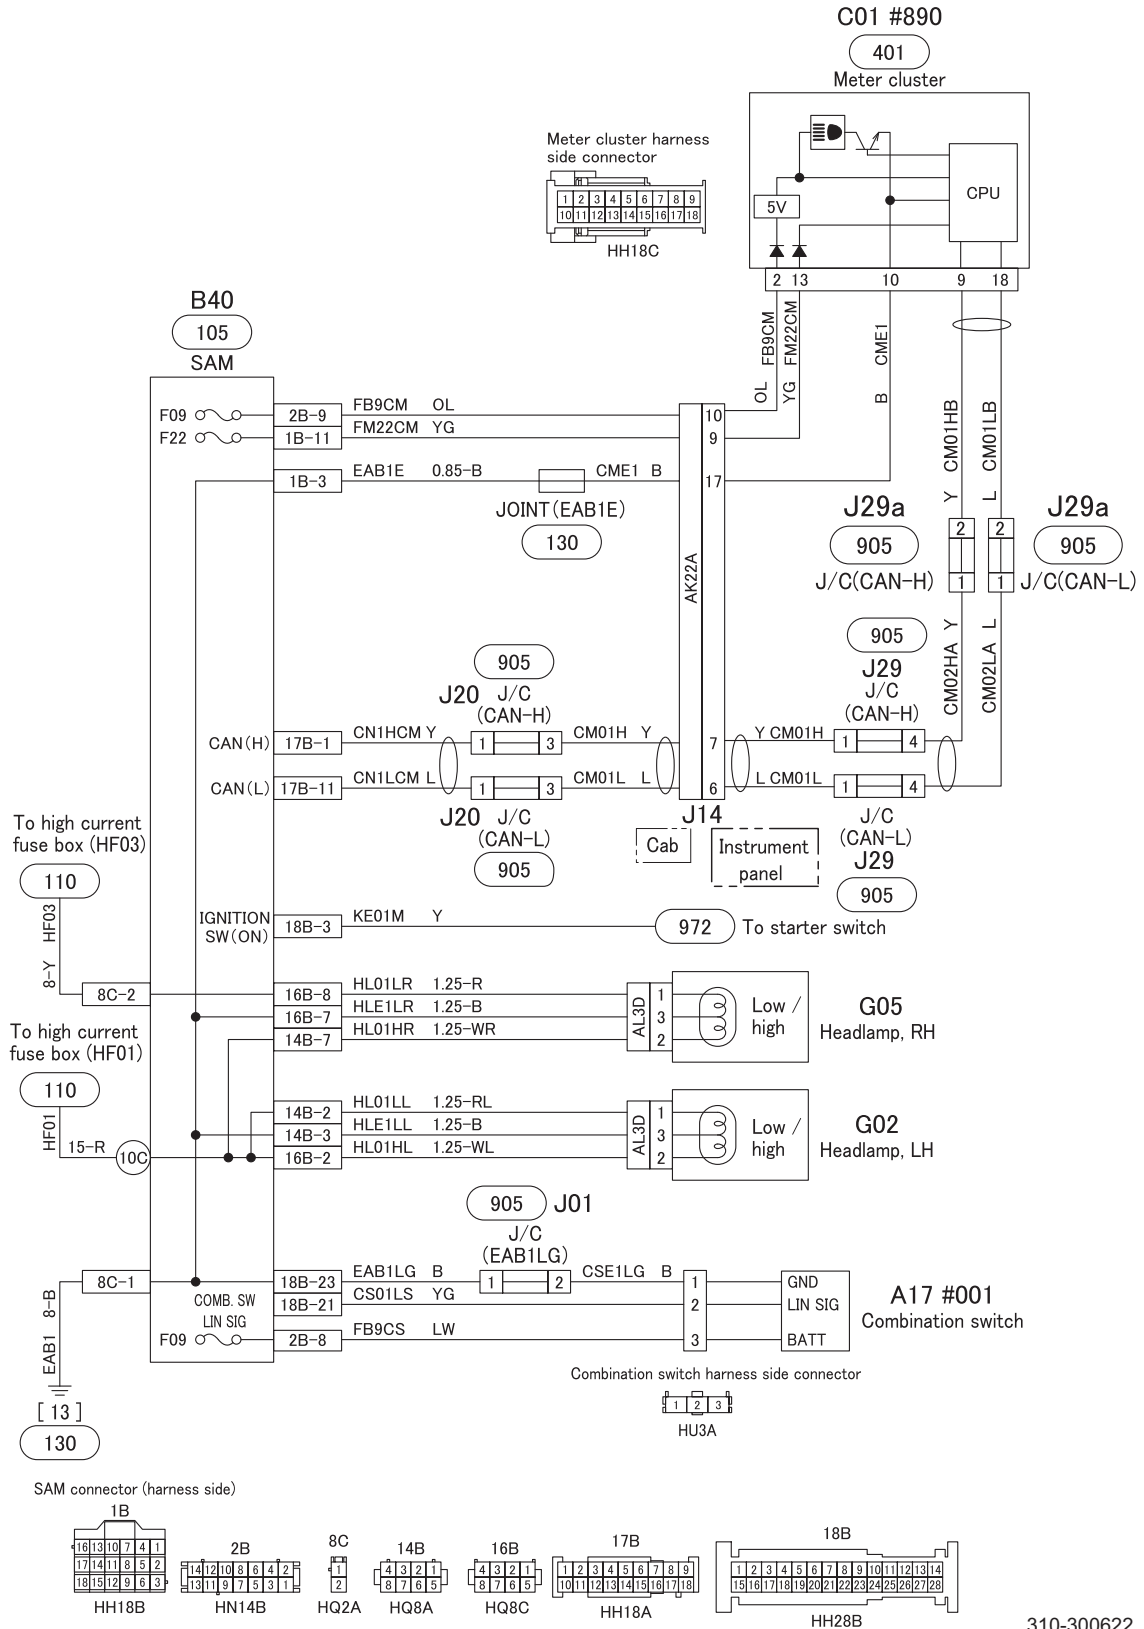 C01 #890
401
Meter cluster
Meter cluster harness
side connector
1 2 3 4 5 6 7 8 9
10 11 12 13 14 15 16 17 18
HH18C
5V
CPU
2 13 10 9 18
B40
105
SAM
OL FB9CM
YG FM22CM
B CME1
Y CM01HB
L CM01LB
F09 2B-9 FB9CM OL 10
F22 1B-11 FM22CM YG 9
1B-3 EAB1E 0.85-B CME1 B 17
JOINT(EAB1E)
130
AK22A
J29a
905
J/C(CAN-H)
2 1
2 1
J29a
905
J/C(CAN-L)
CM02HA Y
CM02LA L
905
J20 J/C
(CAN-H)
905
J29
J/C
(CAN-H)
CAN(H) 17B-1 CN1HCM Y 1 3 CM01H Y 7 Y CM01H 1 4
CAN(L) 17B-11 CN1LCM L 1 3 CM01L L 6 L CM01L 1 4
J20 J/C
(CAN-L)
905
J14
Cab
Instrument
panel
J/C
(CAN-L)
J29
905
To high current
fuse box (HF03)
110
8-Y HF03
8C-2
IGNITION
SW(ON)
18B-3 KE01M Y 972 To starter switch
16B-8 HL01LR 1.25-R 1
16B-7 HLE1LR 1.25-B 3
14B-7 HL01HR 1.25-WR 2
AL3D
Low /
high
G05
Headlamp, RH
To high current
fuse box (HF01)
110
HF01
15-R
10C
14B-2 HL01LL 1.25-RL 1
14B-3 HLE1LL 1.25-B 3
16B-2 HL01HL 1.25-WL 2
AL3D
Low /
high
G02
Headlamp, LH
905 J01
J/C
(EAB1LG)
8C-1 18B-23 EAB1LG B 1 2 CSE1LG B 1 GND
COMB. SW
LIN SIG
18B-21 CS01LS YG 2 LIN SIG
F09 2B-8 FB9CS LW 3 BATT
A17 #001
Combination switch
EAB1 8-B
[ 13 ]
130
Combination switch harness side connector
1 2 3
HU3A
SAM connector (harness side)
1B
16 13 10 7 4 1
17 14 11 8 5 2
18 15 12 9 6 3
HH18B
2B
14 12 10 8 6 4 2
13 11 9 7 5 3 1
HN14B
8C
1
2
HQ2A
14B
4 3 2 1
8 7 6 5
HQ8A
16B
4 3 2 1
8 7 6 5
HQ8C
17B
1 2 3 4 5 6 7 8 9
10 11 12 13 14 15 16 17 18
HH18A
18B
1 2 3 4 5 6 7 8 9 10 11 12 13 14
15 16 17 18 19 20 21 22 23 24 25 26 27 28
HH28B
310-300622